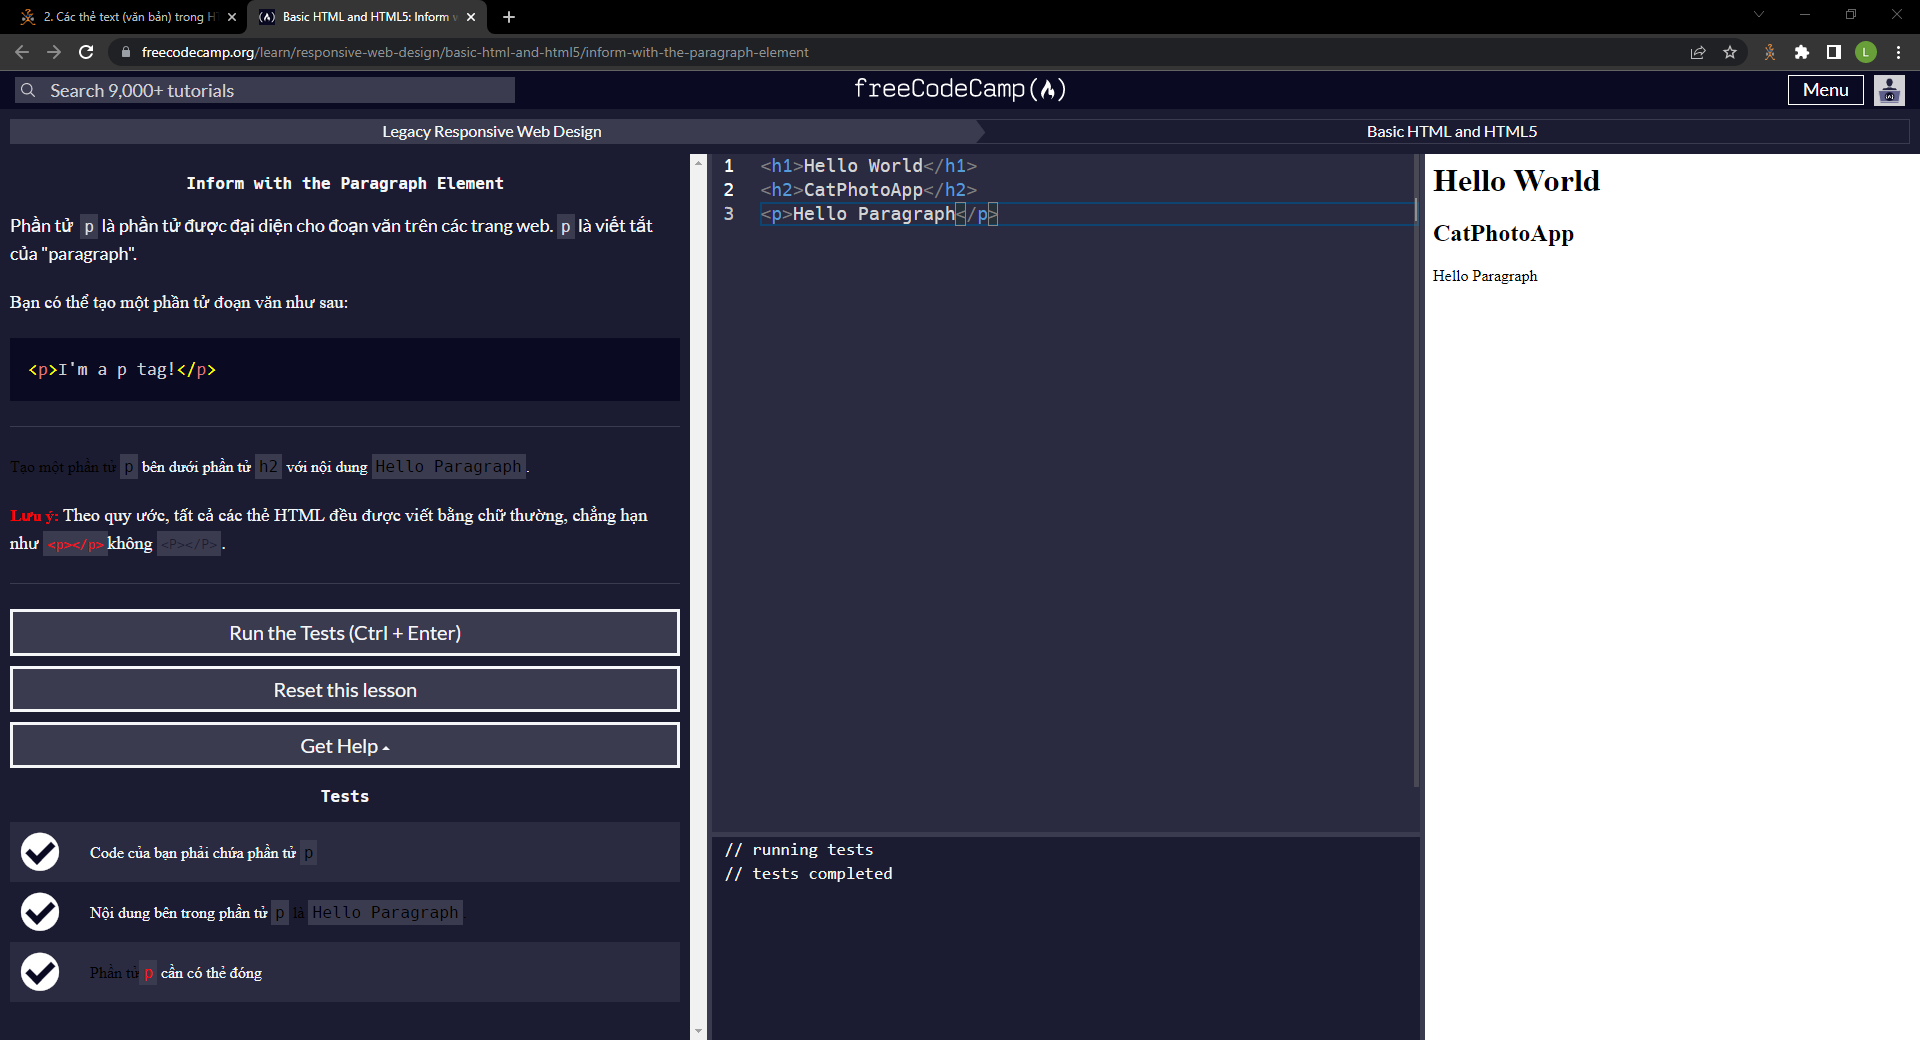 2. Các thẻ text (văn bản) trong HT
Basic HTML and HTML5: Inform w
freecodecamp.org/learn/responsive-web-design/basic-html-and-html5/inform-with-the-paragraph-element
L
Search 9,000+ tutorials
freeCodeCamp(🔥)
Menu
Legacy Responsive Web Design
Basic HTML and HTML5
Inform with the Paragraph Element
Phần tử p là phần tử được đại diện cho đoạn văn trên các trang web. p là viết tắt
của "paragraph".
Bạn có thể tạo một phần tử đoạn văn như sau:
<p>I'm a p tag!</p>
Tạo một phần tử p bên dưới phần tử h2 với nội dung Hello Paragraph.
Lưu ý: Theo quy ước, tất cả các thẻ HTML đều được viết bằng chữ thường, chẳng hạn
như <p></p> không <P></P>.
Run the Tests (Ctrl + Enter)
Reset this lesson
Get Help
Tests
Code của bạn phải chứa phần tử p
Nội dung bên trong phần tử p là Hello Paragraph.
Phần tử p cần có thẻ đóng
1 <h1>Hello World</h1>
2 <h2>CatPhotoApp</h2>
3 <p>Hello Paragraph</p>
// running tests
// tests completed
Hello World
CatPhotoApp
Hello Paragraph